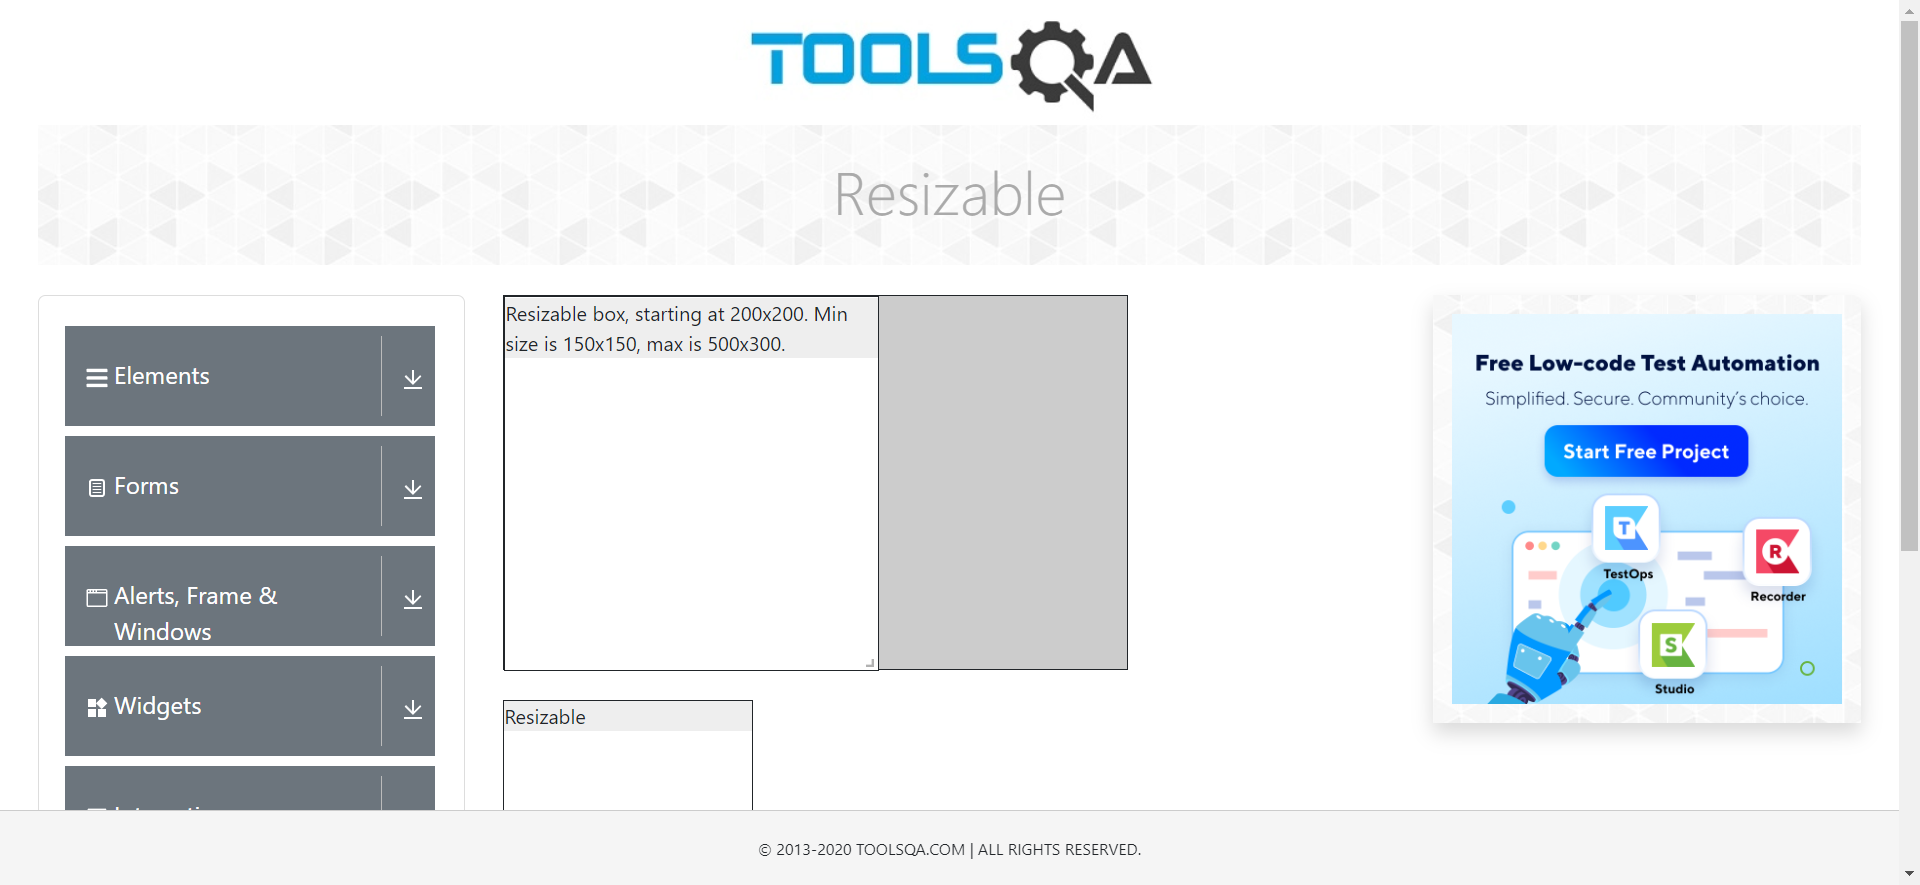 TOOLSQA
Resizable
Elements
Forms
Alerts, Frame &
Windows
Widgets
Resizable box, starting at 200x200. Min
size is 150x150, max is 500x300.
Resizable
Free Low-code Test Automation
Simplified. Secure. Community's choice.
Start Free Project
T
TestOps
R
Recorder
S
Studio
© 2013-2020 TOOLSQA.COM | ALL RIGHTS RESERVED.